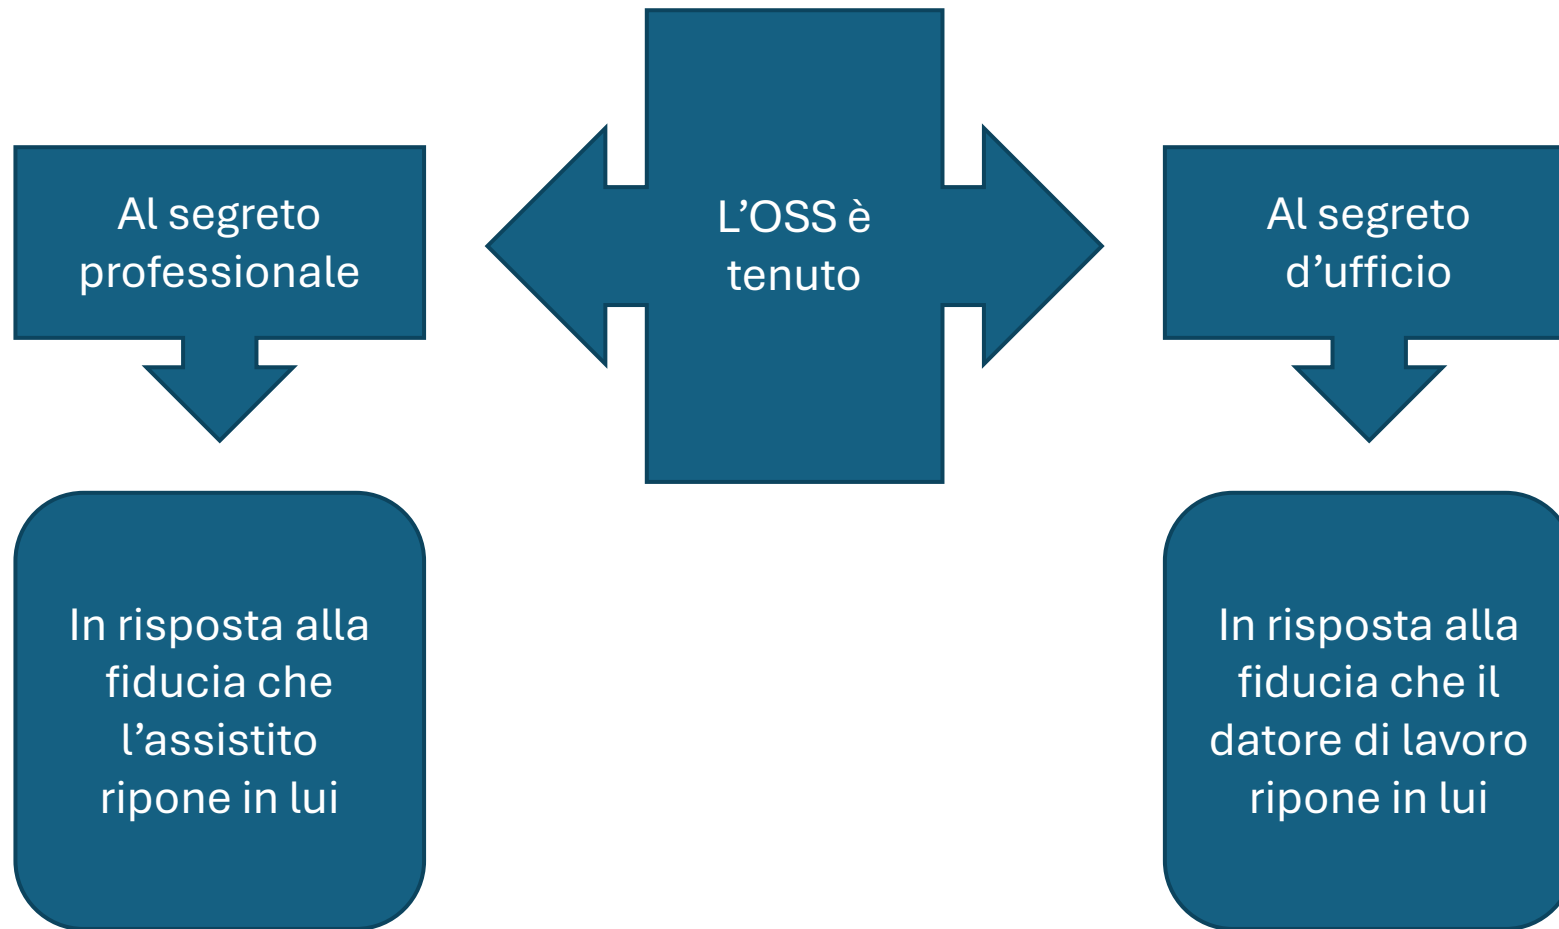 L’OSS è
tenuto
Al segreto
professionale
In risposta alla
fiducia che
l’assistito
ripone in lui
Al segreto
d’ufficio
In risposta alla
fiducia che il
datore di lavoro
ripone in lui